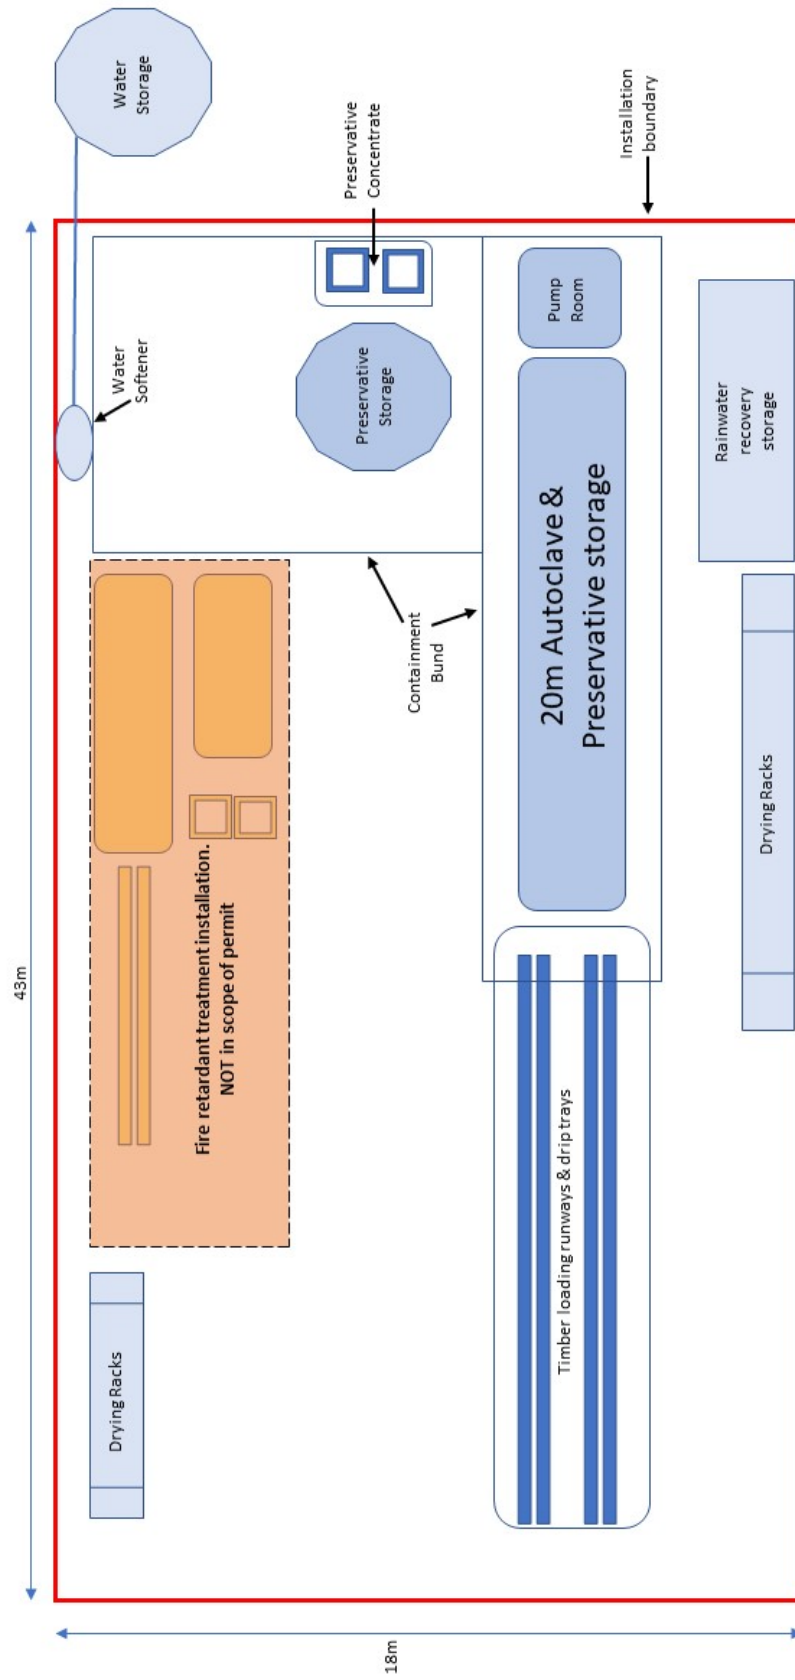 Water
Storage
Preservative
Concentrate
Installation
boundary
Water
Softener
Preservative
Storage
Pump
Room
Rainwater
recovery
storage
Containment
Bund
20m Autoclave &
Preservative storage
Drying Racks
43m
Fire retardant treatment installation.
NOT in scope of permit
Timber loading runways & drip trays
Drying Racks
18m